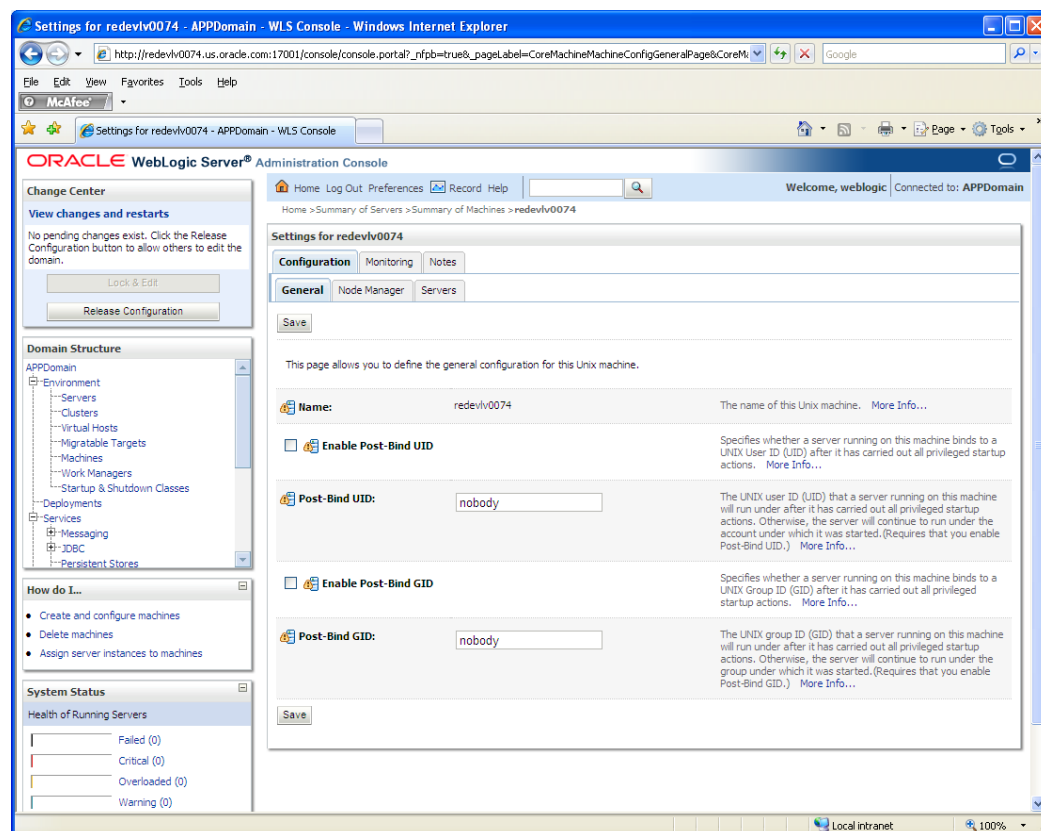 Settings for redevlv0074 - APPDomain - WLS Console - Windows Internet Explorer
http://redevlv0074.us.oracle.com:17001/console/console.portal?_nfpb=true&_pageLabel=CoreMachineMachineConfigGeneralPage&CoreMa
Google
File Edit View Favorites Tools Help
McAfee
Settings for redevlv0074 - APPDomain - WLS Console
Page Tools
ORACLE WebLogic Server® Administration Console
Change Center
View changes and restarts
No pending changes exist. Click the Release
Configuration button to allow others to edit the
domain.
Lock & Edit
Release Configuration
Domain Structure
APPDomain
Environment
Servers
Clusters
Virtual Hosts
Migratable Targets
Machines
Work Managers
Startup & Shutdown Classes
Deployments
Services
Messaging
JDBC
Persistent Stores
How do I...
Create and configure machines
Delete machines
Assign server instances to machines
System Status
Health of Running Servers
Failed (0)
Critical (0)
Overloaded (0)
Warning (0)
Home Log Out Preferences Record Help
Welcome, weblogic Connected to: APPDomain
Home >Summary of Servers >Summary of Machines >redevlv0074
Settings for redevlv0074
Configuration Monitoring Notes
General Node Manager Servers
Save
This page allows you to define the general configuration for this Unix machine.
Name: redevlv0074 The name of this Unix machine. More Info...
Enable Post-Bind UID
Specifies whether a server running on this machine binds to a
UNIX User ID (UID) after it has carried out all privileged startup
actions. More Info...
Post-Bind UID: nobody
The UNIX user ID (UID) that a server running on this machine
will run under after it has carried out all privileged startup
actions. Otherwise, the server will continue to run under the
account under which it was started.(Requires that you enable
Post-Bind UID.) More Info...
Enable Post-Bind GID
Specifies whether a server running on this machine binds to a
UNIX Group ID (GID) after it has carried out all privileged
startup actions. More Info...
Post-Bind GID: nobody
The UNIX group ID (GID) that a server running on this machine
will run under after it has carried out all privileged startup
actions. Otherwise, the server will continue to run under the
group under which it was started.(Requires that you enable
Post-Bind GID.) More Info...
Save
Local intranet
100%